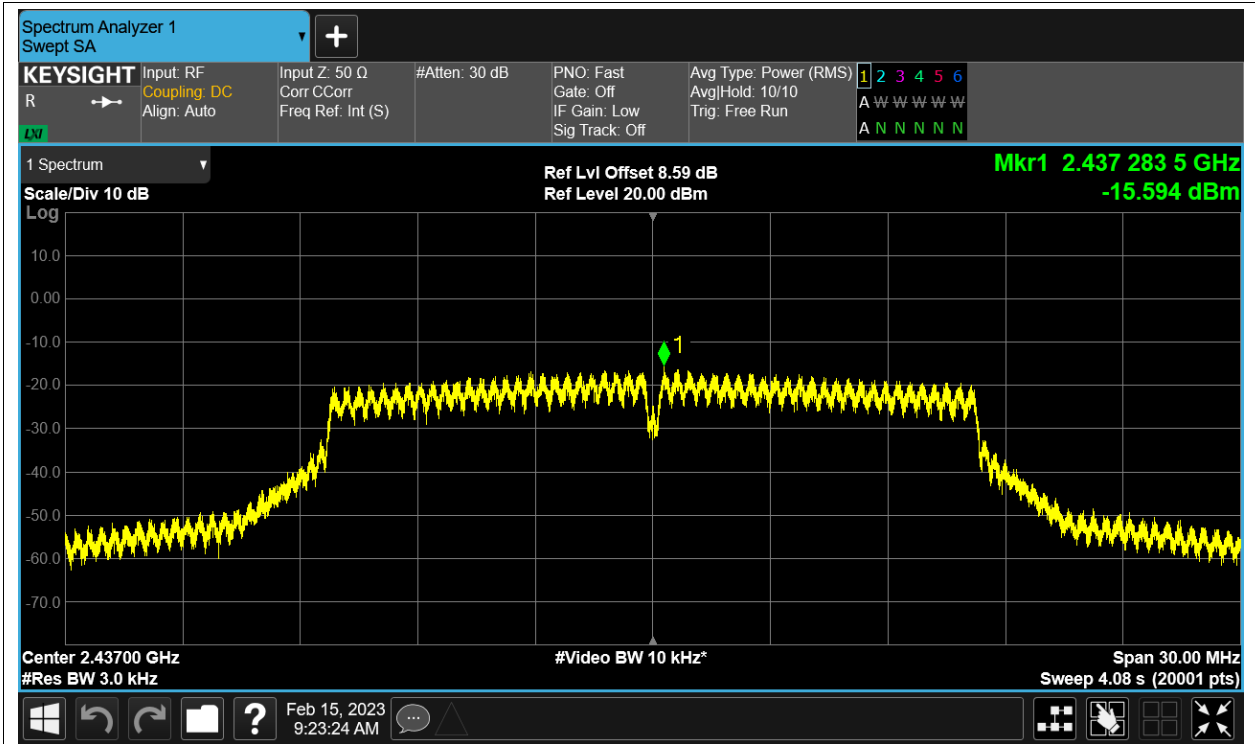 Spectrum Analyzer 1
Swept SA
+
KEYSIGHT
R
LXI
Input: RF
Coupling: DC
Align: Auto
Input Z: 50 Ω
Corr CCorr
Freq Ref: Int (S)
#Atten: 30 dB
PNO: Fast
Gate: Off
IF Gain: Low
Sig Track: Off
Avg Type: Power (RMS)
Avg|Hold: 10/10
Trig: Free Run
1 2 3 4 5 6
A W W W W W
A N N N N N
1 Spectrum
Scale/Div 10 dB
Log
Ref Lvl Offset 8.59 dB
Ref Level 20.00 dBm
Mkr1 2.437 283 5 GHz
-15.594 dBm
10.0
0.00
-10.0
-20.0
-30.0
-40.0
-50.0
-60.0
-70.0
1
Center 2.43700 GHz
#Res BW 3.0 kHz
#Video BW 10 kHz*
Span 30.00 MHz
Sweep 4.08 s (20001 pts)
?
Feb 15, 2023
9:23:24 AM